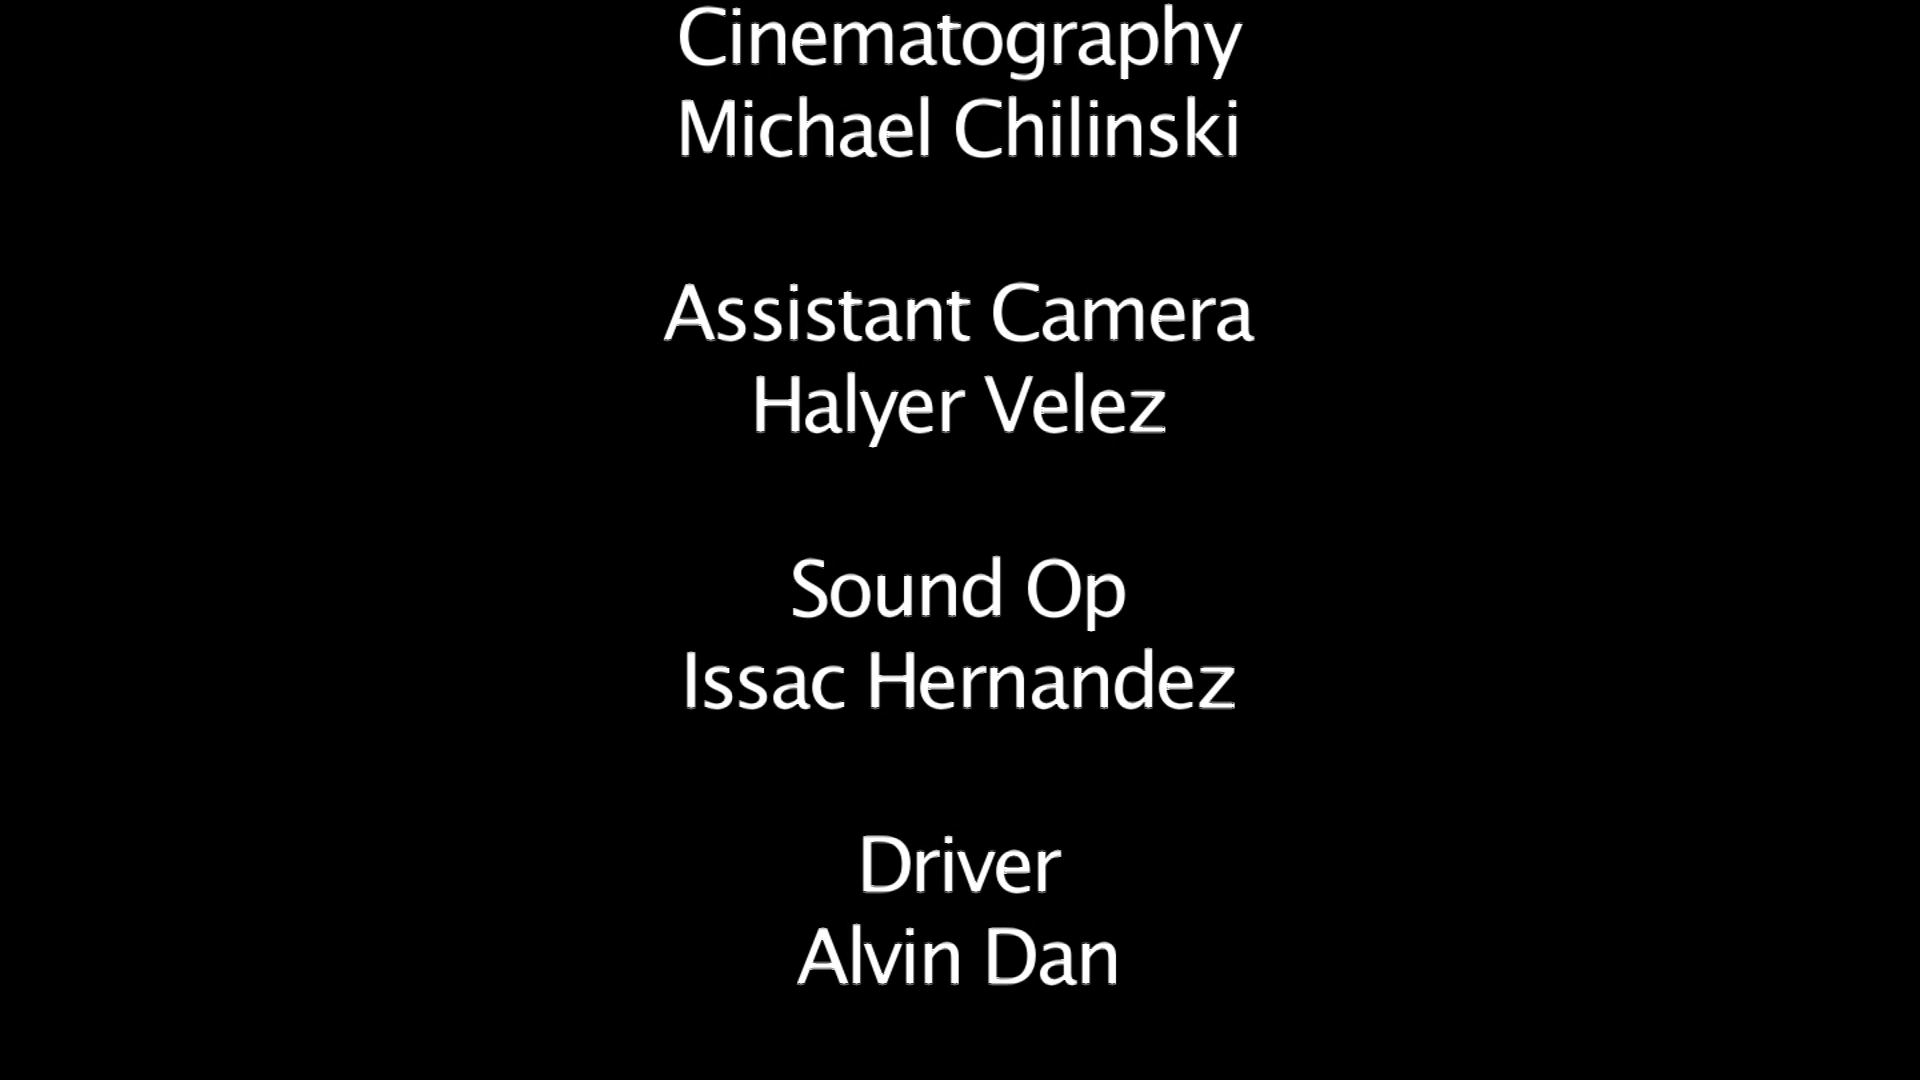 Cinematography
Michael Chilinski
Assistant Camera
Halyer Velez
Sound Op
Issac Hernandez
Driver
Alvin Dan